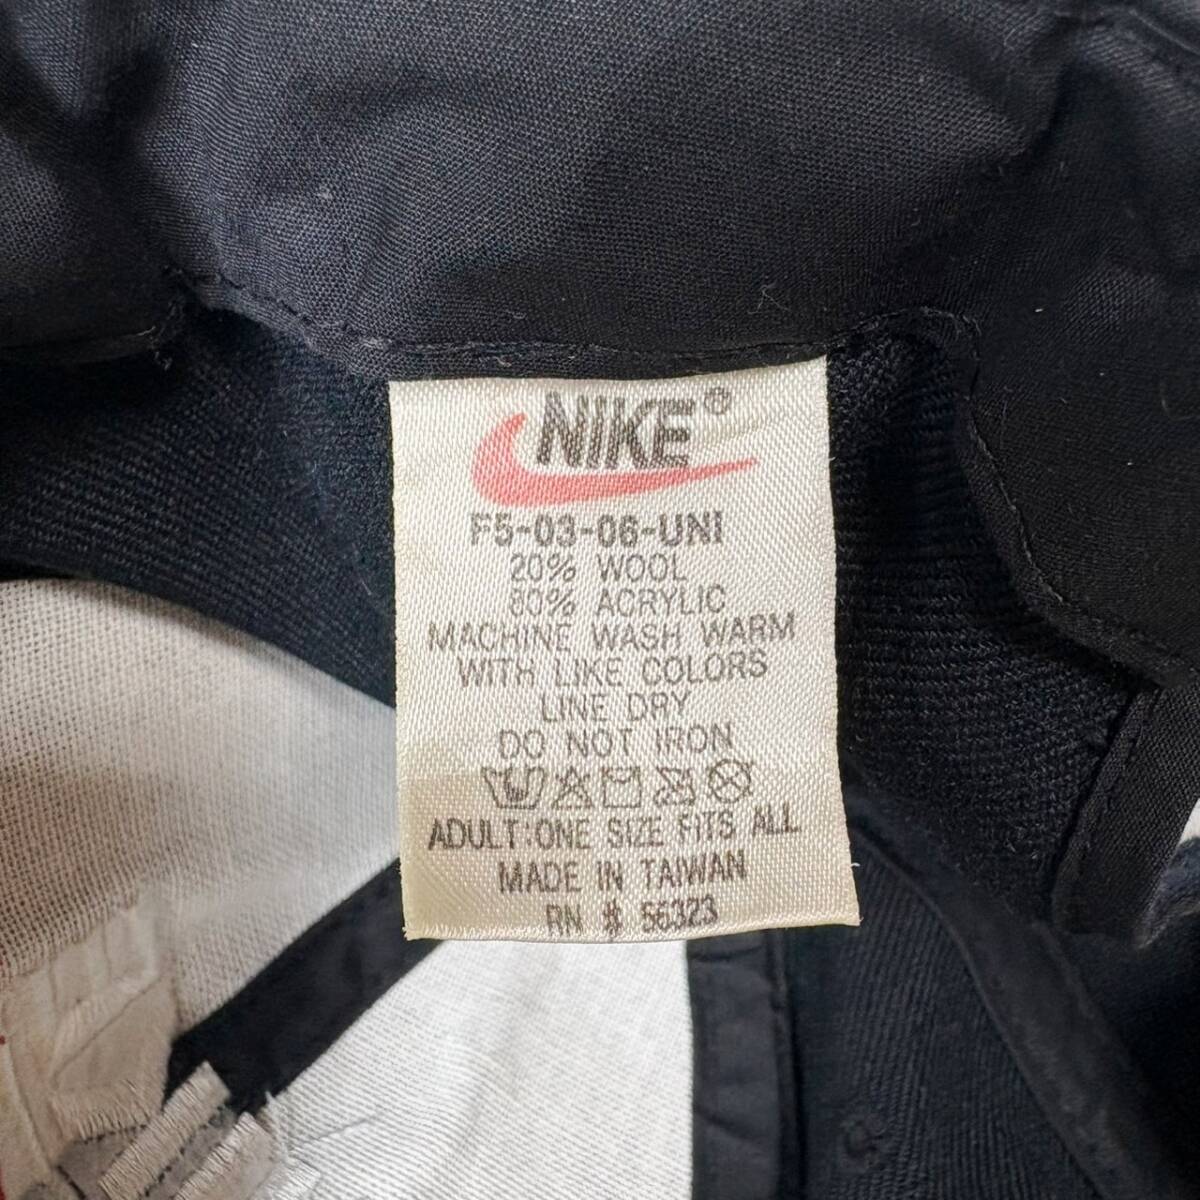 NIKE®
F5-03-06-UNI
20% WOOL
80% ACRYLIC
MACHINE WASH WARM
WITH LIKE COLORS
LINE DRY
DO NOT IRON
ADULT:ONE SIZE FITS ALL
MADE IN TAIWAN
RN # 56323